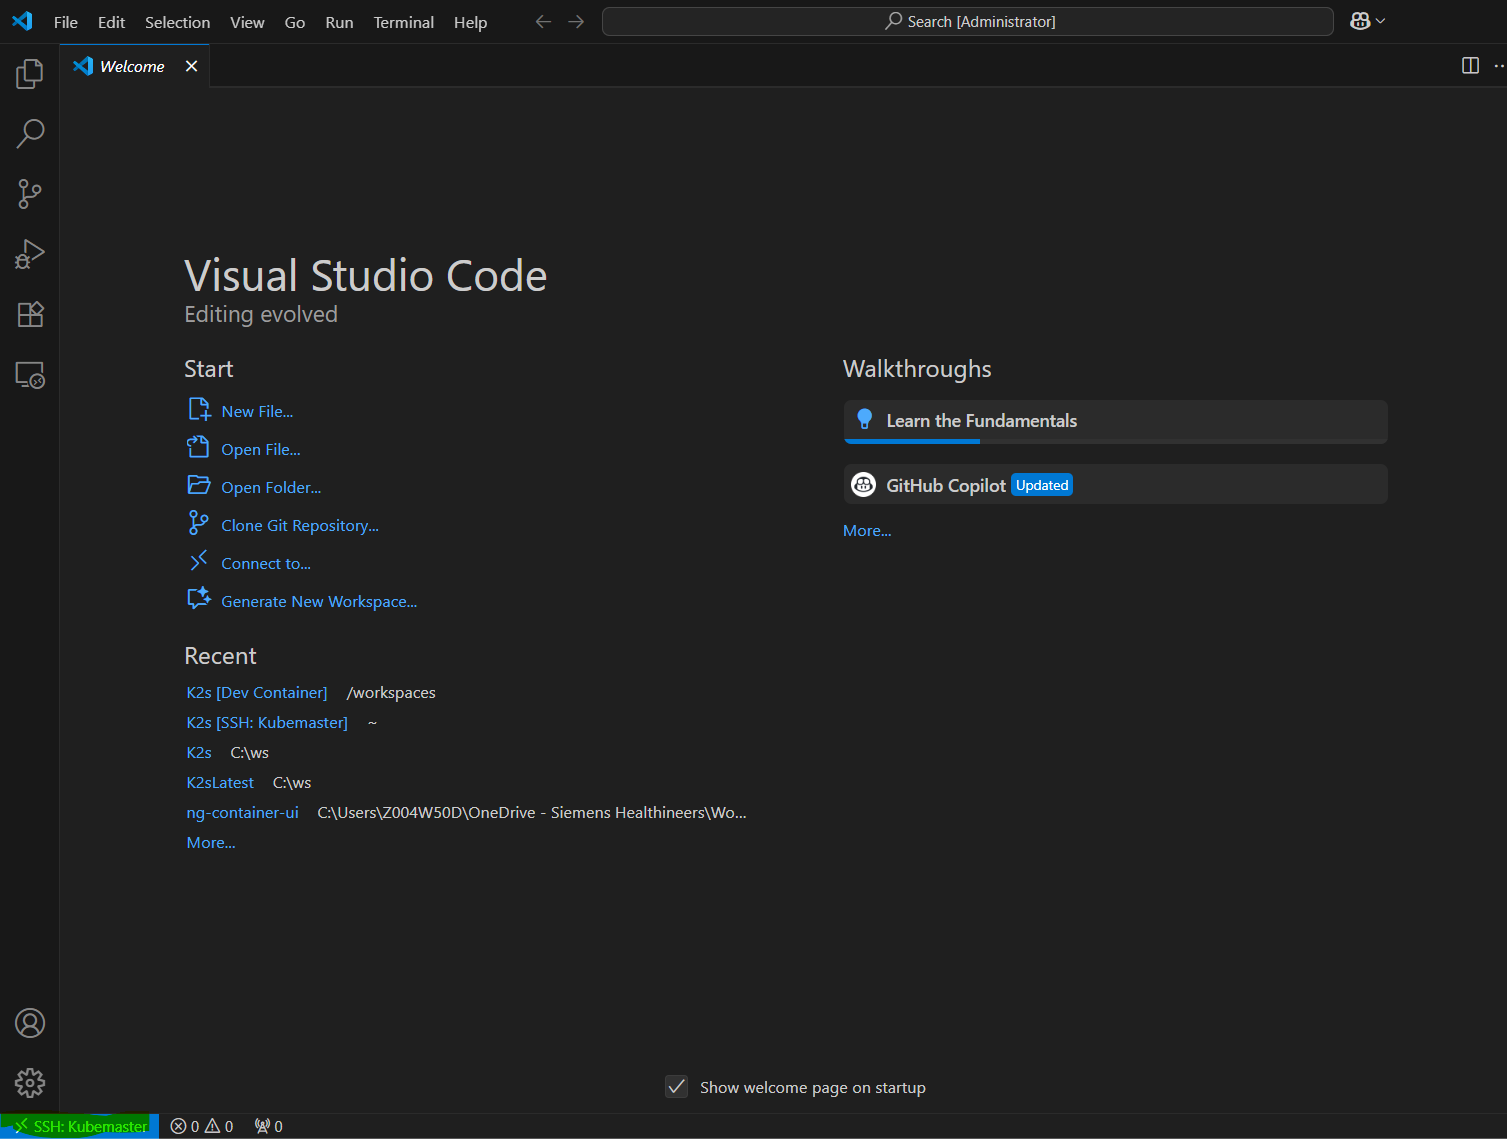 File Edit Selection View Go Run Terminal Help
Search [Administrator]
Welcome
Visual Studio Code
Editing evolved
Start
New File...
Open File...
Open Folder...
Clone Git Repository...
Connect to...
Generate New Workspace...
Recent
K2s [Dev Container] /workspaces
K2s [SSH: Kubemaster] ~
K2s C:\ws
K2sLatest C:\ws
ng-container-ui C:\Users\Z004W50D\OneDrive - Siemens Healthineers\Wo...
More...
Walkthroughs
Learn the Fundamentals
GitHub Copilot Updated
More...
Show welcome page on startup
SSH: Kubemaster 0 0 0